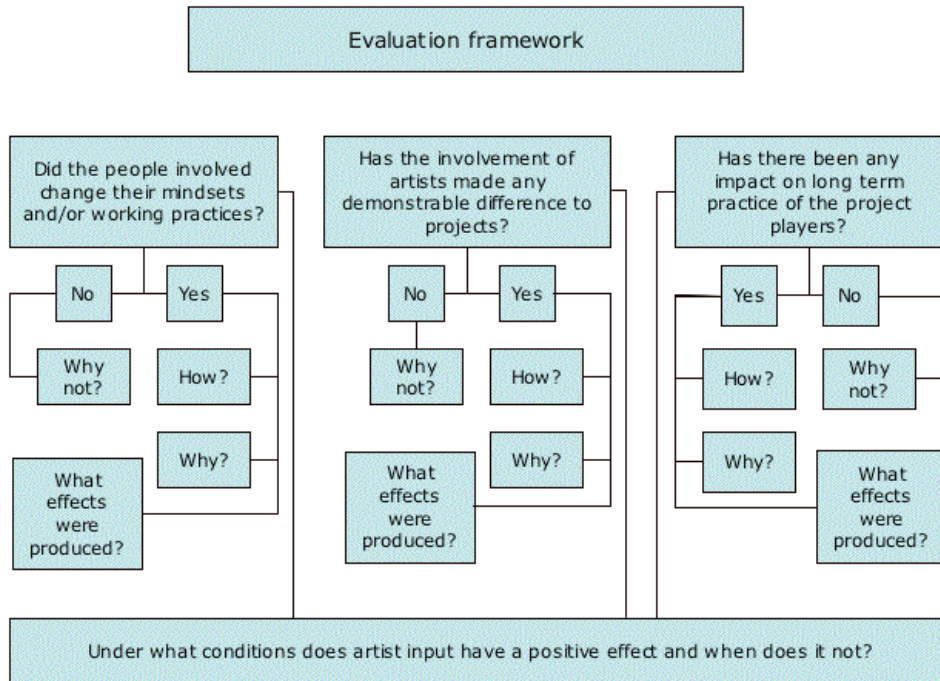 Evaluation framework
Did the people involved
change their mindsets
and/or working practices?
Has the involvement of
artists made any
demonstrable difference to
projects?
Has there been any
impact on long term
practice of the project
players?
No
Yes
No
Yes
Yes
No
Why
not?
How?
Why
not?
How?
How?
Why
not?
Why?
Why?
Why?
What
effects
were
produced?
What
effects
were
produced?
What
effects
were
produced?
Under what conditions does artist input have a positive effect and when does it not?